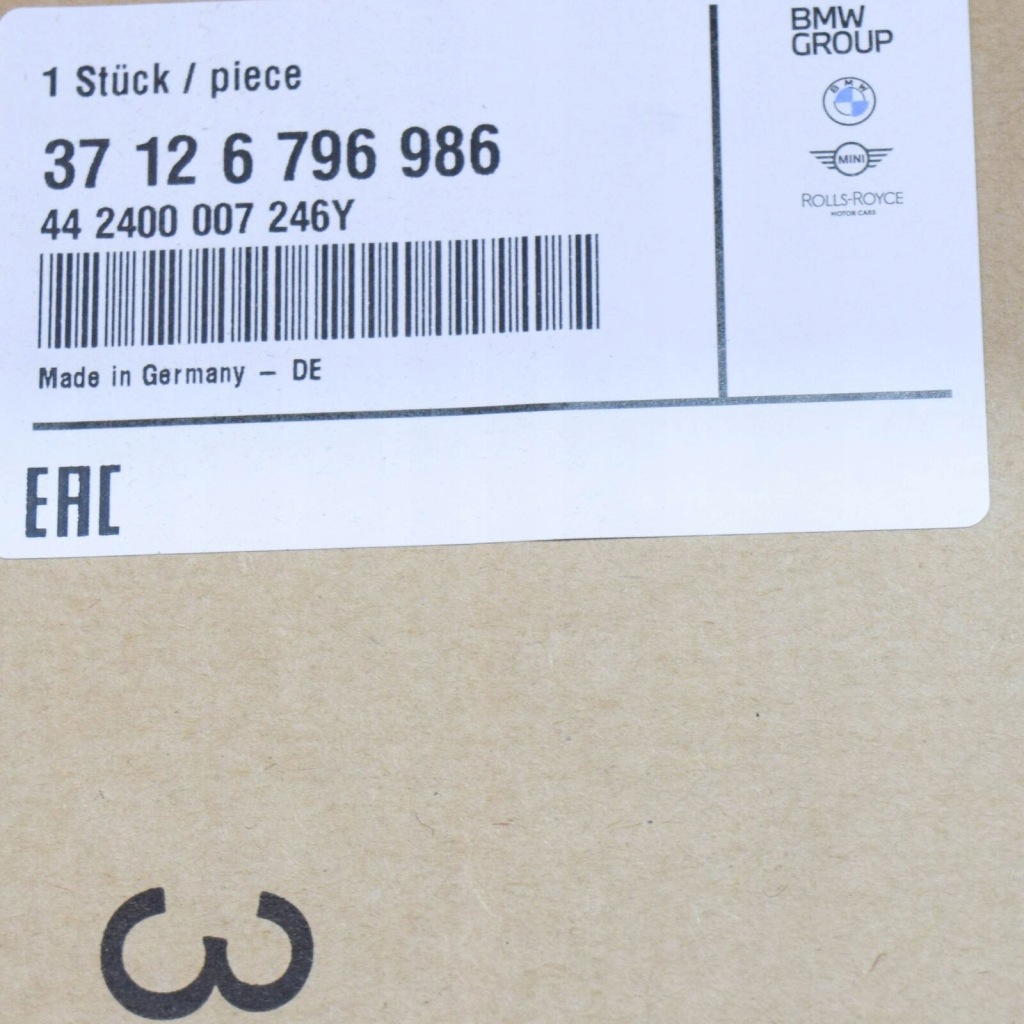 1 Stück / piece
37 12 6 796 986
44 2400 007 246Y
Made in Germany – DE
BMW
GROUP
BMW
MINI
ROLLS-ROYCE
MOTOR CARS
EAC
3